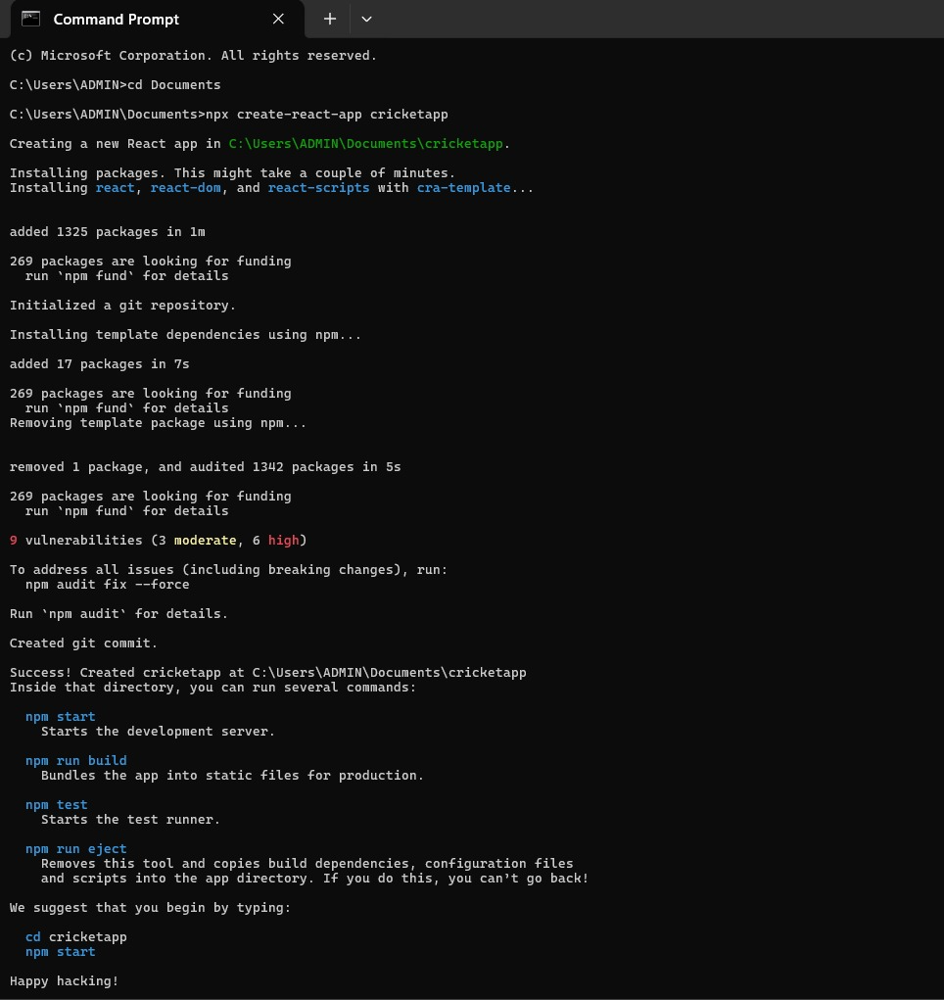 Command Prompt
(c) Microsoft Corporation. All rights reserved.
C:\Users\ADMIN>cd Documents
C:\Users\ADMIN\Documents>npx create-react-app cricketapp
Creating a new React app in C:\Users\ADMIN\Documents\cricketapp.
Installing packages. This might take a couple of minutes.
Installing react, react-dom, and react-scripts with cra-template...
added 1325 packages in 1m
269 packages are looking for funding
  run `npm fund` for details
Initialized a git repository.
Installing template dependencies using npm...
added 17 packages in 7s
269 packages are looking for funding
  run `npm fund` for details
Removing template package using npm...
removed 1 package, and audited 1342 packages in 5s
269 packages are looking for funding
  run `npm fund` for details
9 vulnerabilities (3 moderate, 6 high)
To address all issues (including breaking changes), run:
  npm audit fix --force
Run `npm audit` for details.
Created git commit.
Success! Created cricketapp at C:\Users\ADMIN\Documents\cricketapp
Inside that directory, you can run several commands:
  npm start
    Starts the development server.
  npm run build
    Bundles the app into static files for production.
  npm test
    Starts the test runner.
  npm run eject
    Removes this tool and copies build dependencies, configuration files
    and scripts into the app directory. If you do this, you can’t go back!
We suggest that you begin by typing:
  cd cricketapp
  npm start
Happy hacking!